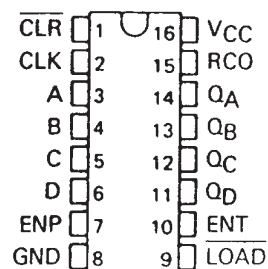 CLR 1 16 VCC
CLK 2 15 RCO
A 3 14 QA
B 4 13 QB
C 5 12 QC
D 6 11 QD
ENP 7 10 ENT
GND 8 9 LOAD